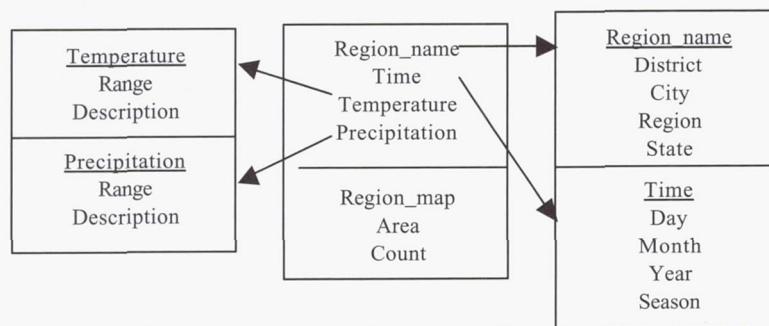 Temperature
Range
Description
Precipitation
Range
Description
Region_name
Time
Temperature
Precipitation
Region_map
Area
Count
Region_name
District
City
Region
State
Time
Day
Month
Year
Season